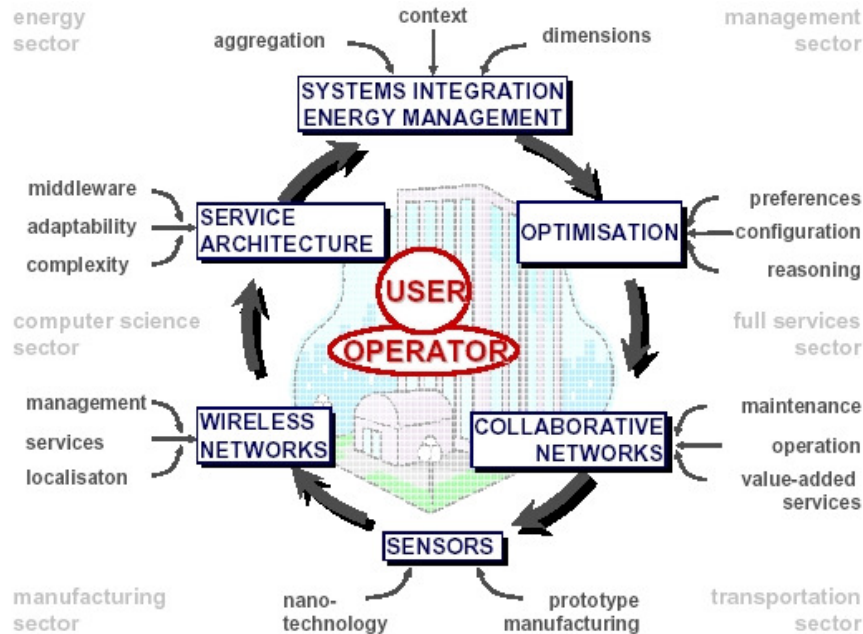 energy
sector
context
management
sector
aggregation
dimensions
SYSTEMS INTEGRATION
ENERGY MANAGEMENT
middleware
adaptability
complexity
SERVICE
ARCHITECTURE
OPTIMISATION
preferences
configuration
reasoning
USER
OPERATOR
computer science
sector
full services
sector
management
services
localisaton
WIRELESS
NETWORKS
COLLABORATIVE
NETWORKS
maintenance
operation
value-added
services
SENSORS
manufacturing
sector
nano-
technology
prototype
manufacturing
transportation
sector